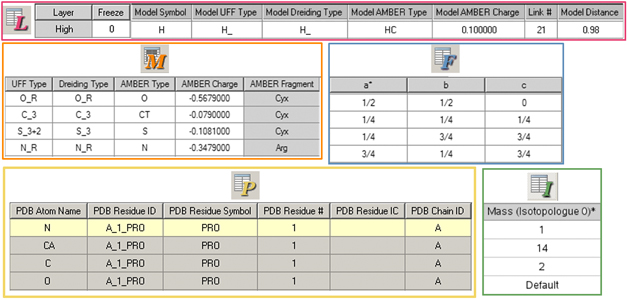 L Layer Freeze Model Symbol Model UFF Type Model Dreiding Type Model AMBER Type Model AMBER Charge Link # Model Distance
High 0 H H_ H_ HC 0.100000 21 0.98
M
UFF Type Dreiding Type AMBER Type AMBER Charge AMBER Fragment
O_R O_R O -0.5679000 Cyx
C_3 C_3 CT -0.0790000 Cyx
S_3+2 S_3 S -0.1081000 Cyx
N_R N_R N -0.3479000 Arg
F
a* b c
1/2 1/2 0
1/4 1/4 1/4
1/4 3/4 3/4
3/4 1/4 3/4
P
PDB Atom Name PDB Residue ID PDB Residue Symbol PDB Residue # PDB Residue IC PDB Chain ID
N A_1_PRO PRO 1 A
CA A_1_PRO PRO 1 A
C A_1_PRO PRO 1 A
O A_1_PRO PRO 1 A
I
Mass (Isotopologue 0)*
1
14
2
Default